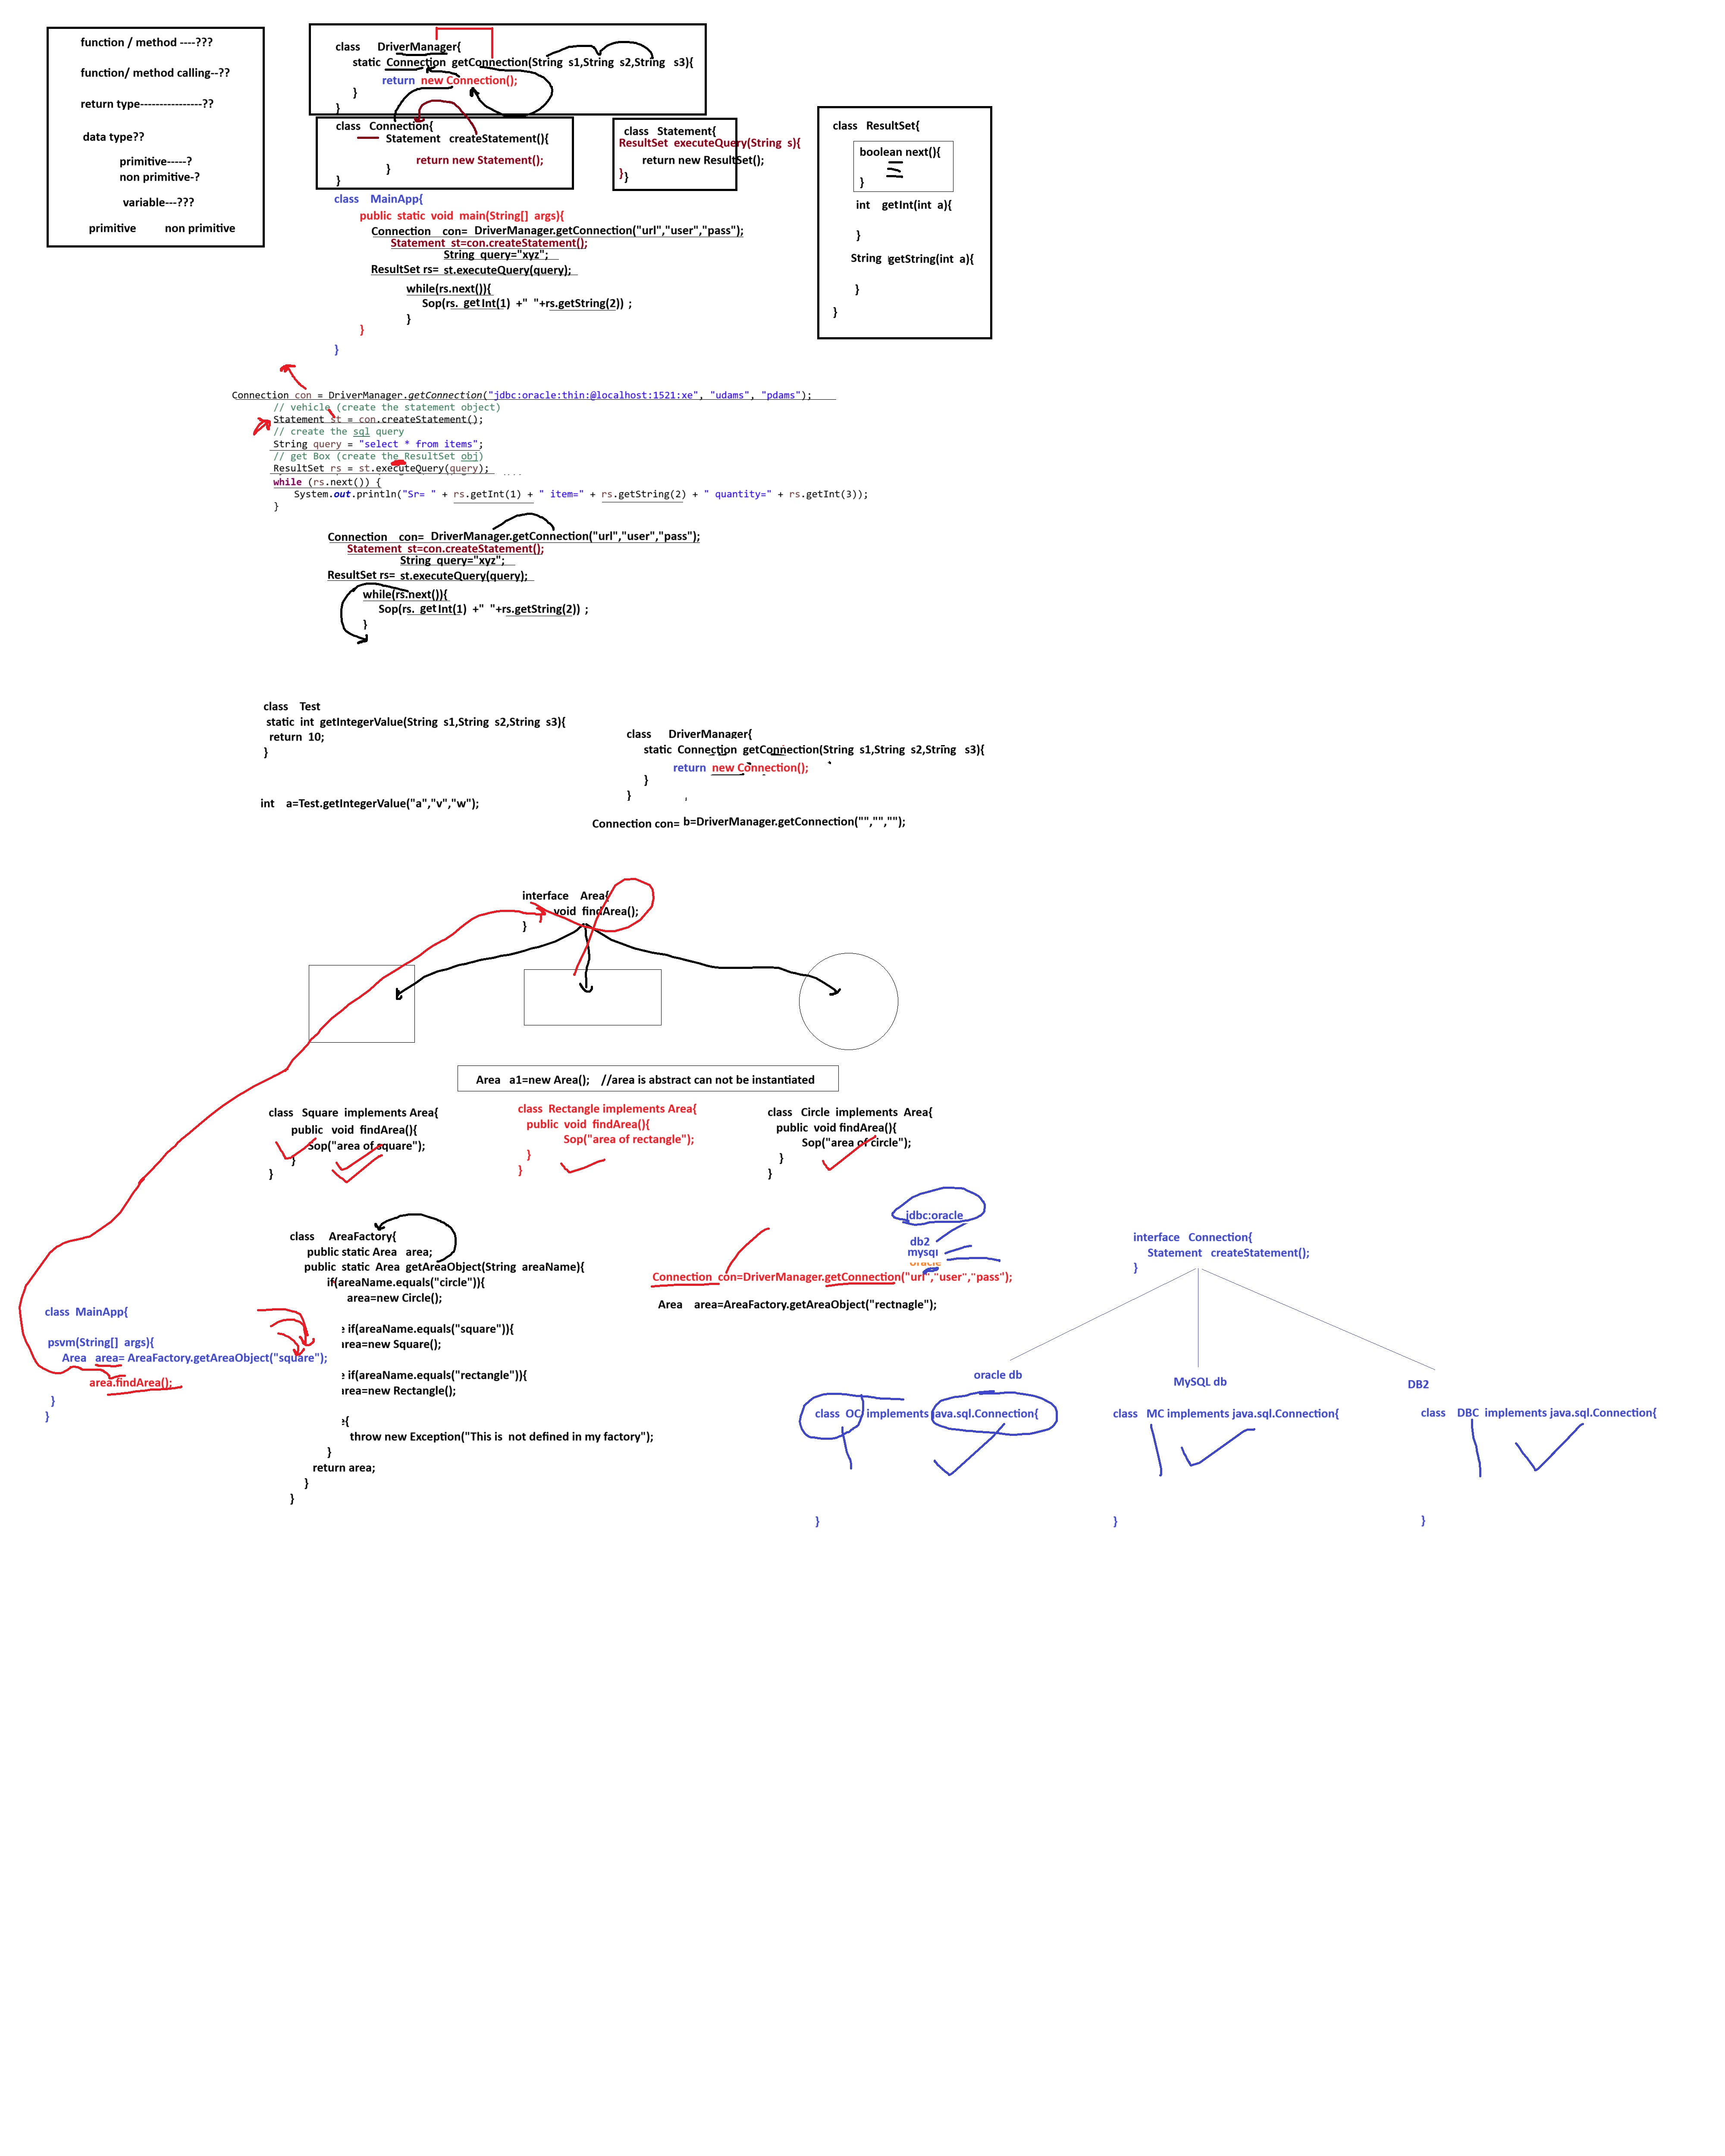 function / method ----???
function/ method calling--??
return type----------------??
data type??
primitive-----?
non primitive-?
variable---???
primitive non primitive
class DriverManager{
static Connection getConnection(String s1,String s2,String s3){
return new Connection();
}
}
class Connection{
Statement createStatement(){
return new Statement();
}
}
class Statement{
ResultSet executeQuery(String s){
return new ResultSet();
}
}
class ResultSet{
boolean next(){
}
int getInt(int a){
}
String getString(int a){
}
}
class MainApp{
public static void main(String[] args){
Connection con= DriverManager.getConnection("url","user","pass");
Statement st=con.createStatement();
String query="xyz";
ResultSet rs= st.executeQuery(query);
while(rs.next()){
Sop(rs. getInt(1) +" "+rs.getString(2)) ;
}
}
}
Connection con = DriverManager.getConnection("jdbc:oracle:thin:@localhost:1521:xe", "udams", "pdams");
// vehicle (create the statement object)
Statement st = con.createStatement();
// create the sql query
String query = "select * from items";
// get Box (create the ResultSet obj)
ResultSet rs = st.executeQuery(query);
while (rs.next()) {
System.out.println("Sr= " + rs.getInt(1) + " item=" + rs.getString(2) + " quantity=" + rs.getInt(3));
}
Connection con= DriverManager.getConnection("url","user","pass");
Statement st=con.createStatement();
String query="xyz";
ResultSet rs= st.executeQuery(query);
while(rs.next()){
Sop(rs. getInt(1) +" "+rs.getString(2)) ;
}
class Test
static int getIntegerValue(String s1,String s2,String s3){
return 10;
}
int a=Test.getIntegerValue("a","v","w");
class DriverManager{
static Connection getConnection(String s1,String s2,String s3){
return new Connection();
}
}
Connection con= b=DriverManager.getConnection("","","");
interface Area{
void findArea();
}
Area a1=new Area(); //area is abstract can not be instantiated
class Square implements Area{
public void findArea(){
Sop("area of square");
}
}
class Rectangle implements Area{
public void findArea(){
Sop("area of rectangle");
}
}
class Circle implements Area{
public void findArea(){
Sop("area of circle");
}
}
class AreaFactory{
public static Area area;
public static Area getAreaObject(String areaName){
if(areaName.equals("circle")){
area=new Circle();
e if(areaName.equals("square")){
area=new Square();
e if(areaName.equals("rectangle")){
area=new Rectangle();
e{
throw new Exception("This is not defined in my factory");
}
return area;
}
}
class MainApp{
psvm(String[] args){
Area area= AreaFactory.getAreaObject("square");
area.findArea();
}
}
jdbc:oracle
db2
mysql
oracle
Connection con=DriverManager.getConnection("url","user","pass");
Area area=AreaFactory.getAreaObject("rectnagle");
interface Connection{
Statement createStatement();
}
oracle db
MySQL db
DB2
class OC implements java.sql.Connection{
}
class MC implements java.sql.Connection{
}
class DBC implements java.sql.Connection{
}